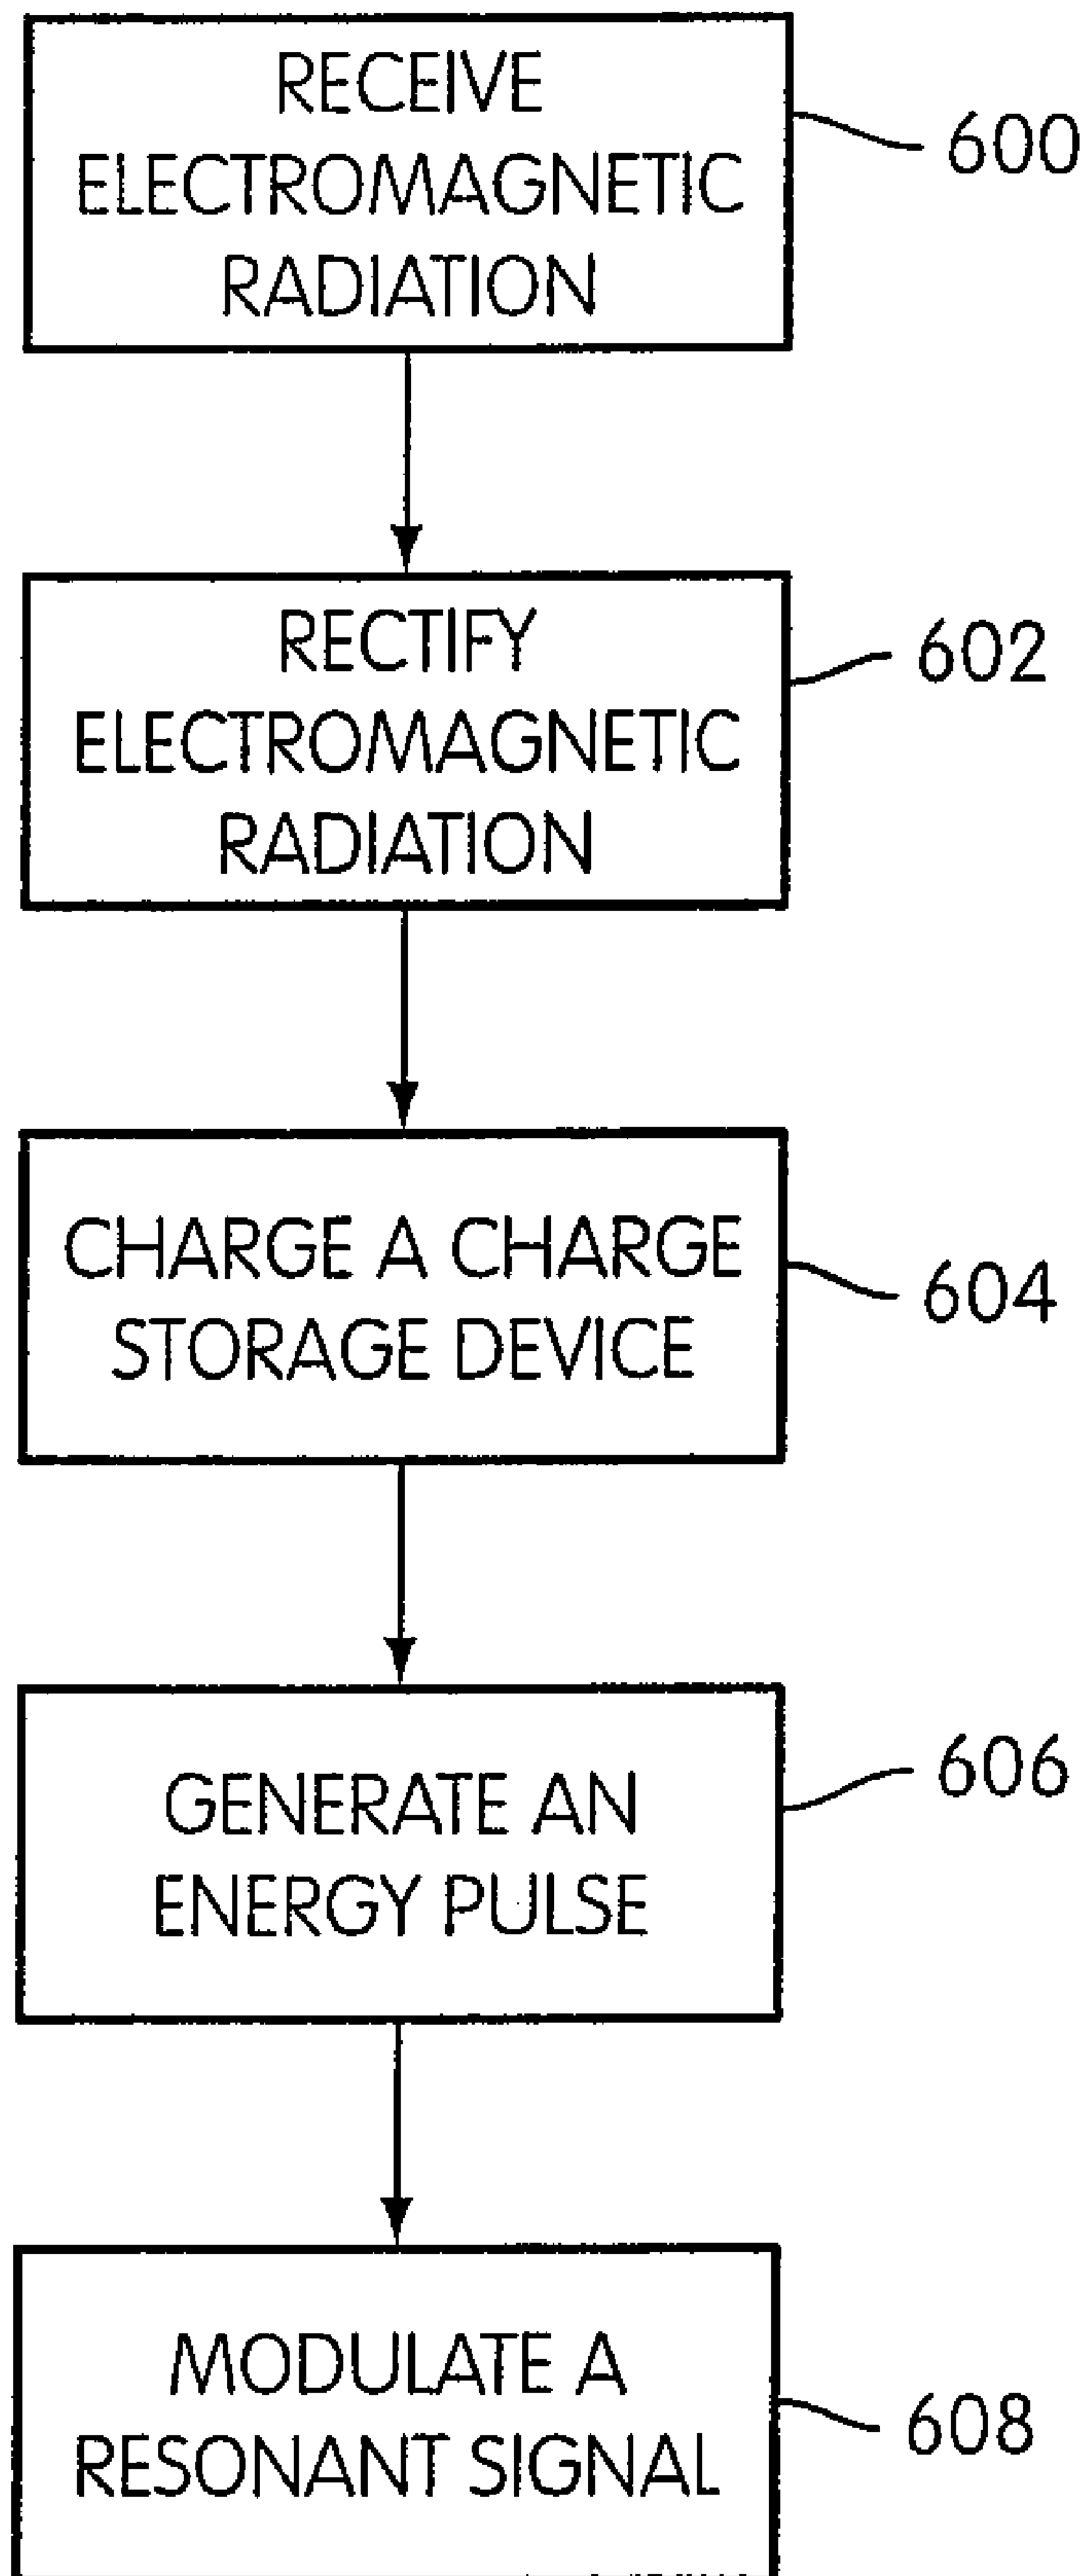 RECEIVE
ELECTROMAGNETIC
RADIATION
600
RECTIFY
ELECTROMAGNETIC
RADIATION
602
CHARGE A CHARGE
STORAGE DEVICE
604
GENERATE AN
ENERGY PULSE
606
MODULATE A
RESONANT SIGNAL
608